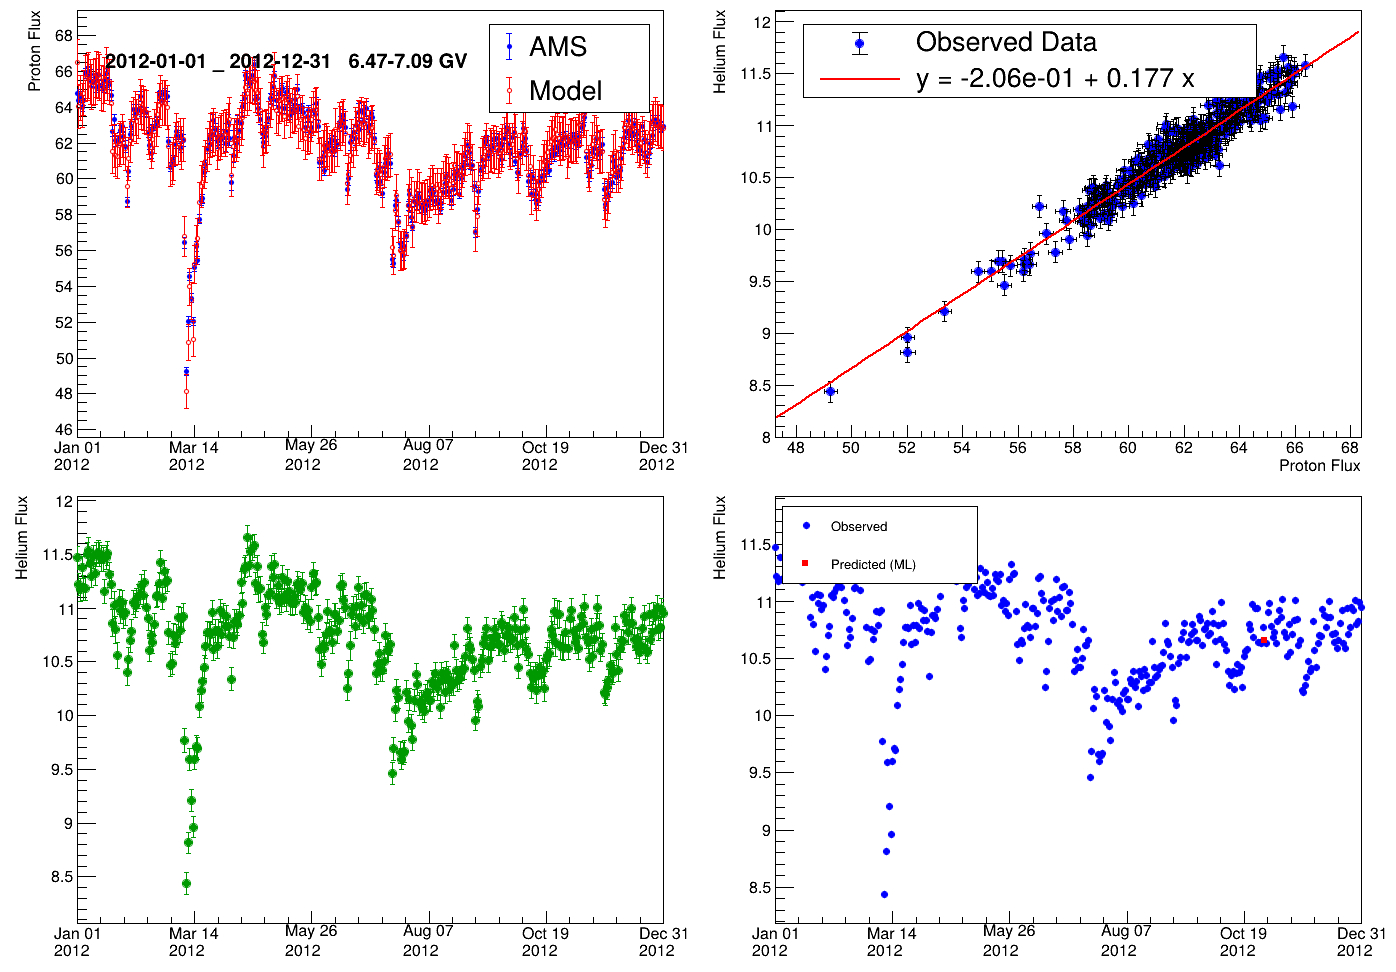 Proton Flux
68
66
64
62
60
58
56
54
52
50
48
46
2012-01-01 _ 2012-12-31 6.47-7.09 GV
AMS
Model
Jan 01
2012
Mar 14
2012
May 26
2012
Aug 07
2012
Oct 19
2012
Dec 31
2012
Helium Flux
12
11.5
11
10.5
10
9.5
9
8.5
8
Observed Data
y = -2.06e-01 + 0.177 x
48
50
52
54
56
58
60
62
64
66
68
Proton Flux
Helium Flux
12
11.5
11
10.5
10
9.5
9
8.5
Jan 01
2012
Mar 14
2012
May 26
2012
Aug 07
2012
Oct 19
2012
Dec 31
2012
Helium Flux
11.5
11
10.5
10
9.5
9
8.5
Observed
Predicted (ML)
Jan 01
2012
Mar 14
2012
May 26
2012
Aug 07
2012
Oct 19
2012
Dec 31
2012